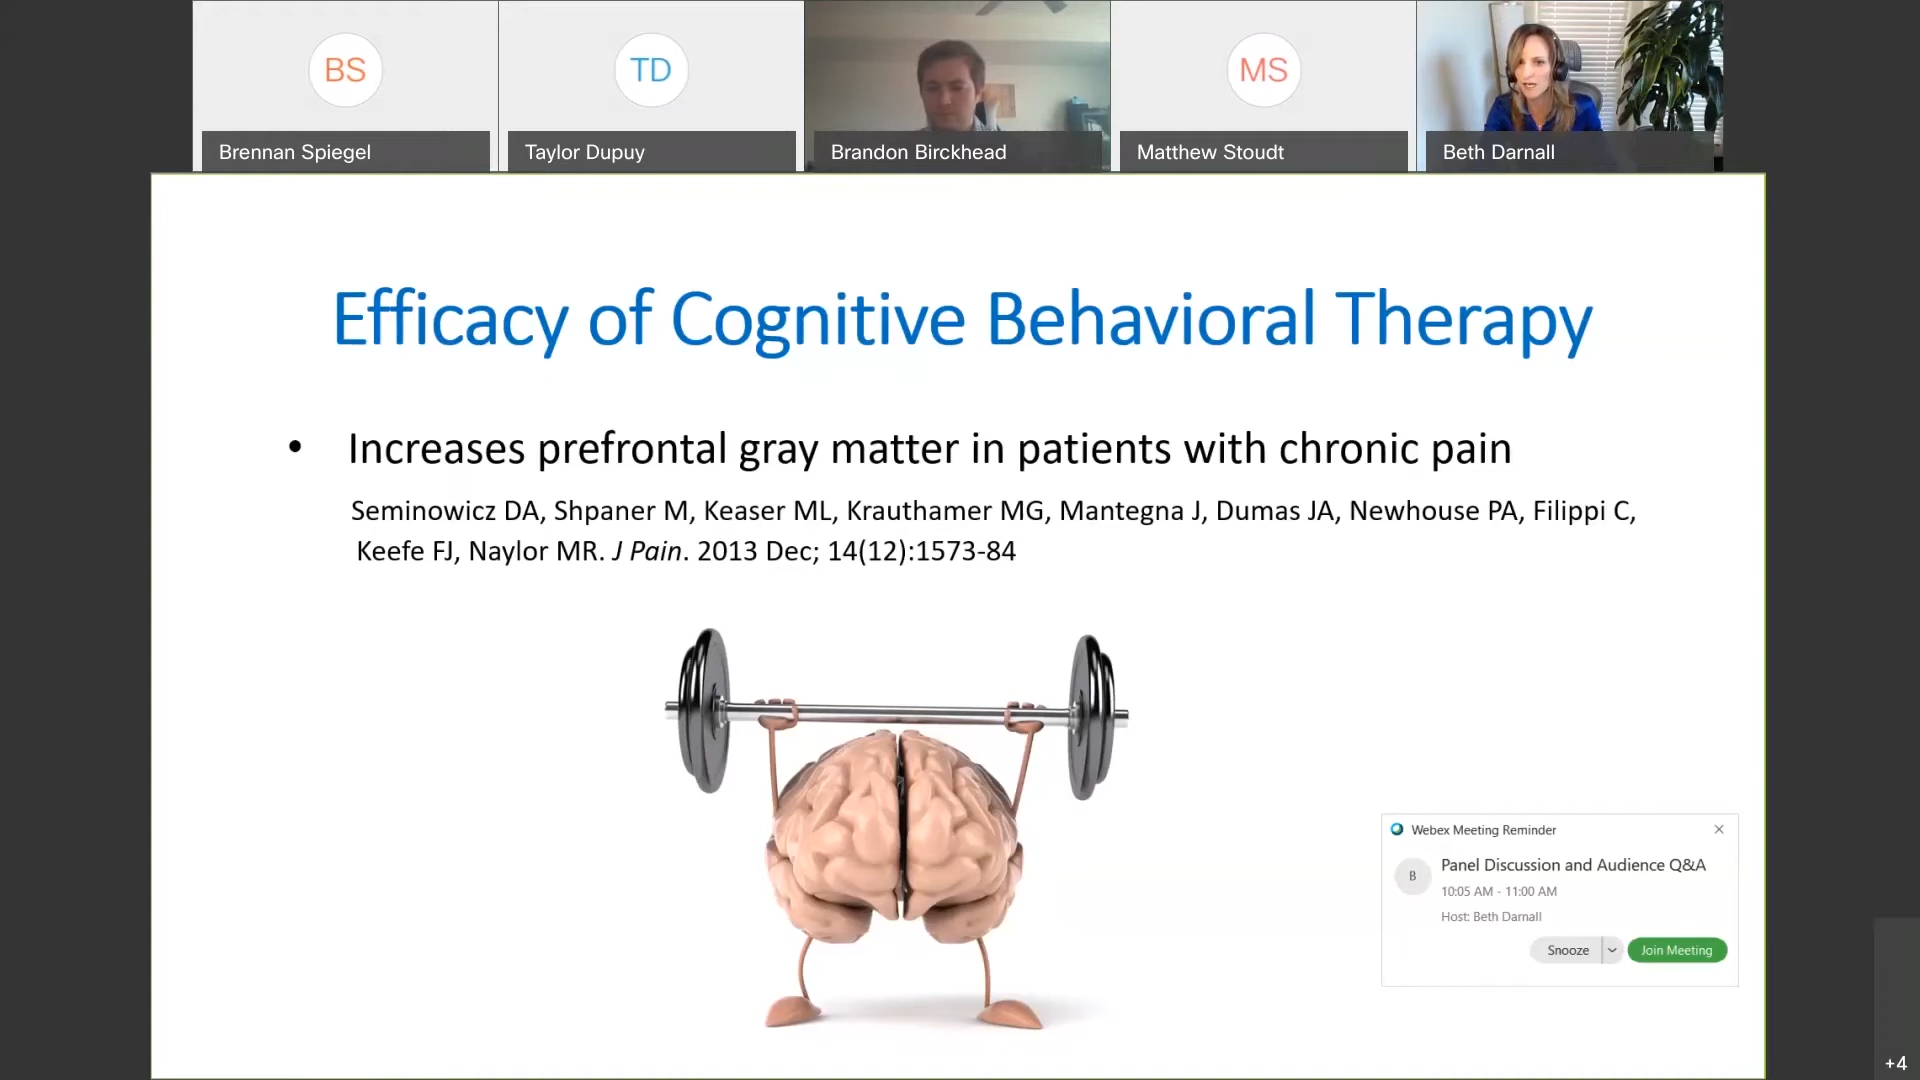 BS
TD
MS
Brennan Spiegel
Taylor Dupuy
Brandon Birckhead
Matthew Stoudt
Beth Darnall
Efficacy of Cognitive Behavioral Therapy
• Increases prefrontal gray matter in patients with chronic pain
Seminowicz DA, Shpaner M, Keaser ML, Krauthamer MG, Mantegna J, Dumas JA, Newhouse PA, Filippi C,
Keefe FJ, Naylor MR. J Pain. 2013 Dec; 14(12):1573-84
Webex Meeting Reminder
B
Panel Discussion and Audience Q&A
10:05 AM - 11:00 AM
Host: Beth Darnall
Snooze
Join Meeting
+4